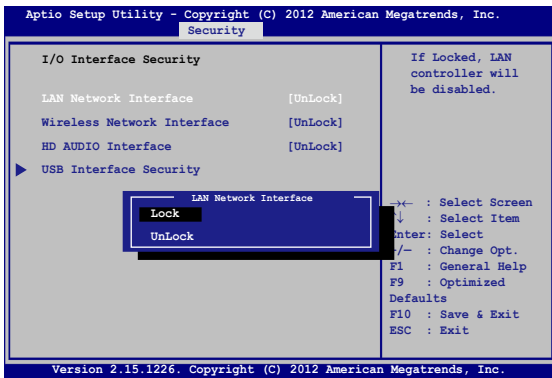 Aptio Setup Utility - Copyright (C) 2012 American Megatrends, Inc.
Security
I/O Interface Security
LAN Network Interface [UnLock]
Wireless Network Interface [UnLock]
HD AUDIO Interface [UnLock]
USB Interface Security
LAN Network Interface
Lock
UnLock
If Locked, LAN
controller will
be disabled.
→← : Select Screen
↑↓ : Select Item
Enter: Select
+/— : Change Opt.
F1 : General Help
F9 : Optimized
Defaults
F10 : Save & Exit
ESC : Exit
Version 2.15.1226. Copyright (C) 2012 American Megatrends, Inc.